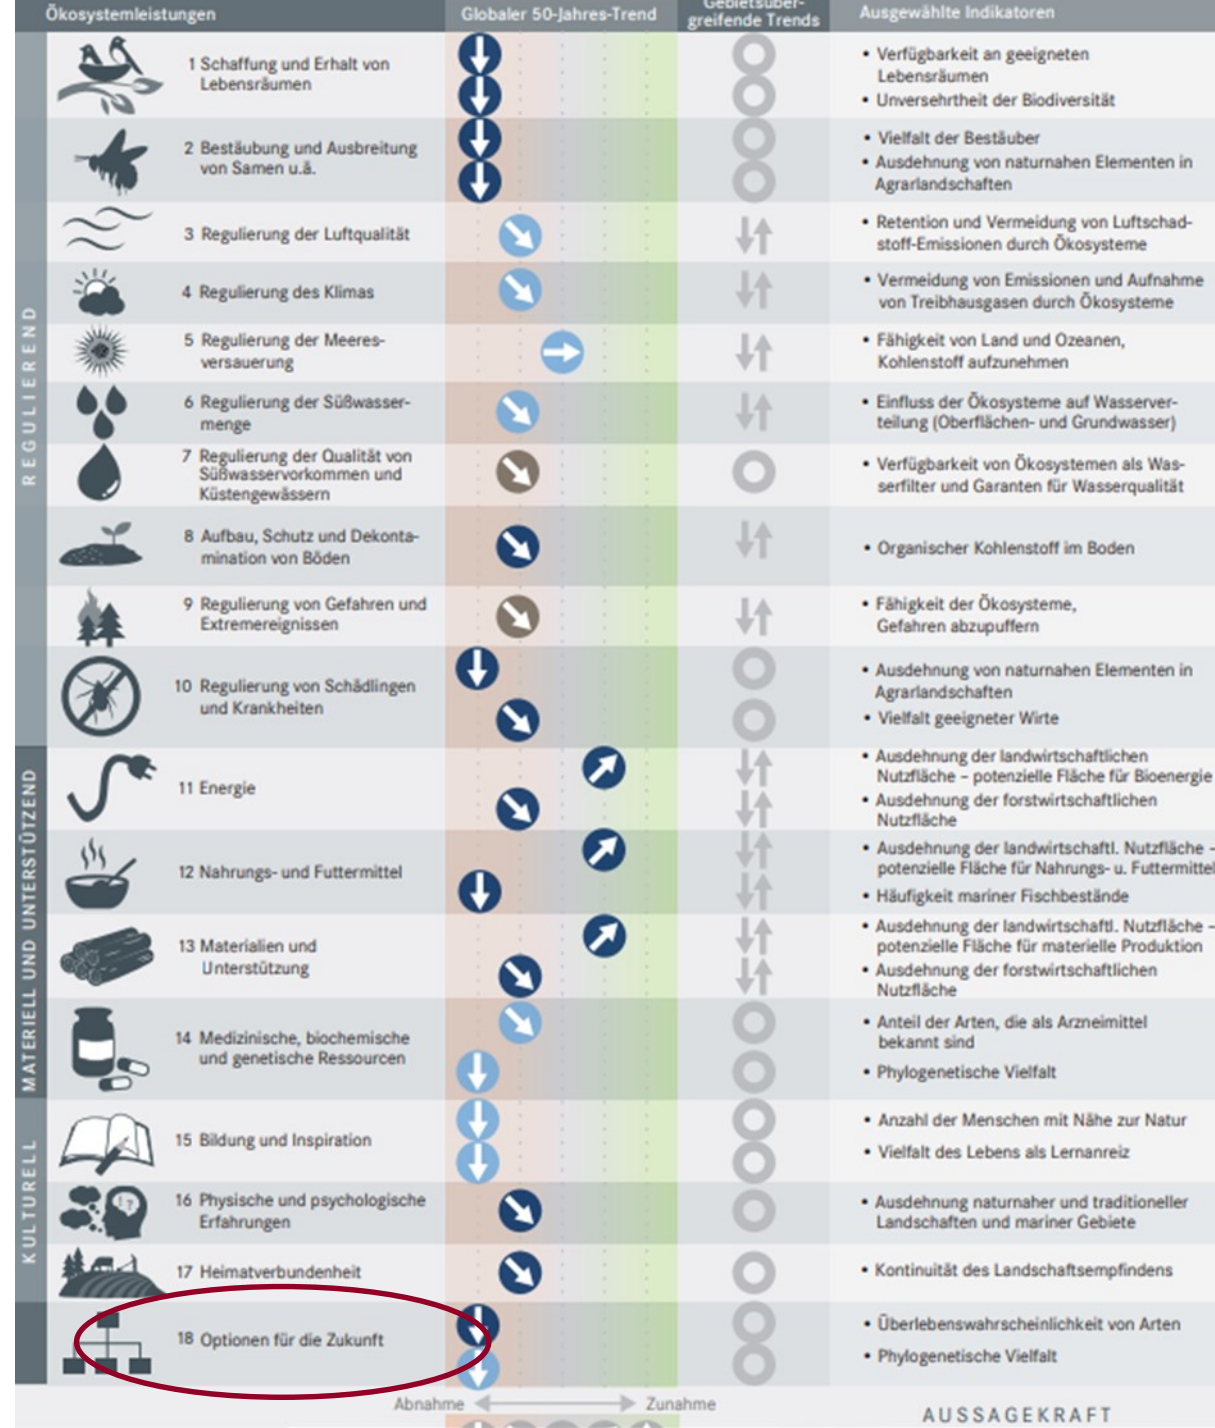 Ökosystemleistungen
Globaler 50-Jahres-Trend
Gebietsüber-
greifende Trends
Ausgewählte Indikatoren
REGULIEREND
1 Schaffung und Erhalt von
Lebensräumen
• Verfügbarkeit an geeigneten
Lebensräumen
• Unversehrtheit der Biodiversität
2 Bestäubung und Ausbreitung
von Samen u.ä.
• Vielfalt der Bestäuber
• Ausdehnung von naturnahen Elementen in
Agrarlandschaften
3 Regulierung der Luftqualität
• Retention und Vermeidung von Luftschad-
stoff-Emissionen durch Ökosysteme
4 Regulierung des Klimas
• Vermeidung von Emissionen und Aufnahme
von Treibhausgasen durch Ökosysteme
5 Regulierung der Meeres-
versauerung
• Fähigkeit von Land und Ozeanen,
Kohlenstoff aufzunehmen
6 Regulierung der Süßwasser-
menge
• Einfluss der Ökosysteme auf Wasserver-
teilung (Oberflächen- und Grundwasser)
7 Regulierung der Qualität von
Süßwasservorkommen und
Küstengewässern
• Verfügbarkeit von Ökosystemen als Was-
serfilter und Garanten für Wasserqualität
8 Aufbau, Schutz und Dekonta-
mination von Böden
• Organischer Kohlenstoff im Boden
9 Regulierung von Gefahren und
Extremereignissen
• Fähigkeit der Ökosysteme,
Gefahren abzupuffern
10 Regulierung von Schädlingen
und Krankheiten
• Ausdehnung von naturnahen Elementen in
Agrarlandschaften
• Vielfalt geeigneter Wirte
MATERIELL UND UNTERSTÜTZEND
11 Energie
• Ausdehnung der landwirtschaftlichen
Nutzfläche – potenzielle Fläche für Bioenergie
• Ausdehnung der forstwirtschaftlichen
Nutzfläche
12 Nahrungs- und Futtermittel
• Ausdehnung der landwirtschaftl. Nutzfläche –
potenzielle Fläche für Nahrungs- u. Futtermittel
• Häufigkeit mariner Fischbestände
13 Materialien und
Unterstützung
• Ausdehnung der landwirtschaftl. Nutzfläche –
potenzielle Fläche für materielle Produktion
• Ausdehnung der forstwirtschaftlichen
Nutzfläche
14 Medizinische, biochemische
und genetische Ressourcen
• Anteil der Arten, die als Arzneimittel
bekannt sind
• Phylogenetische Vielfalt
KULTURELL
15 Bildung und Inspiration
• Anzahl der Menschen mit Nähe zur Natur
• Vielfalt des Lebens als Lernanreiz
16 Physische und psychologische
Erfahrungen
• Ausdehnung naturnaher und traditioneller
Landschaften und mariner Gebiete
17 Heimatverbundenheit
• Kontinuität des Landschaftsempfindens
18 Optionen für die Zukunft
• Überlebenswahrscheinlichkeit von Arten
• Phylogenetische Vielfalt
Abnahme
Zunahme
AUSSAGEKRAFT